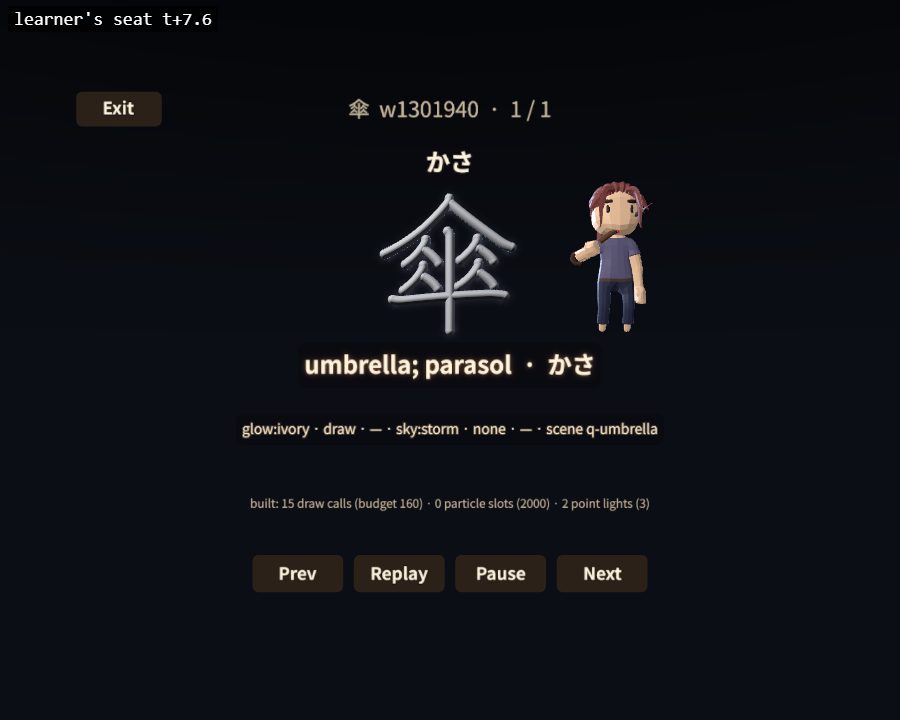 learner's seat t+7.6
Exit
傘 w1301940 · 1 / 1
かさ
傘
umbrella; parasol · かさ
glow:ivory · draw · — · sky:storm · none · — · scene q-umbrella
built: 15 draw calls (budget 160) · 0 particle slots (2000) · 2 point lights (3)
Prev Replay Pause Next